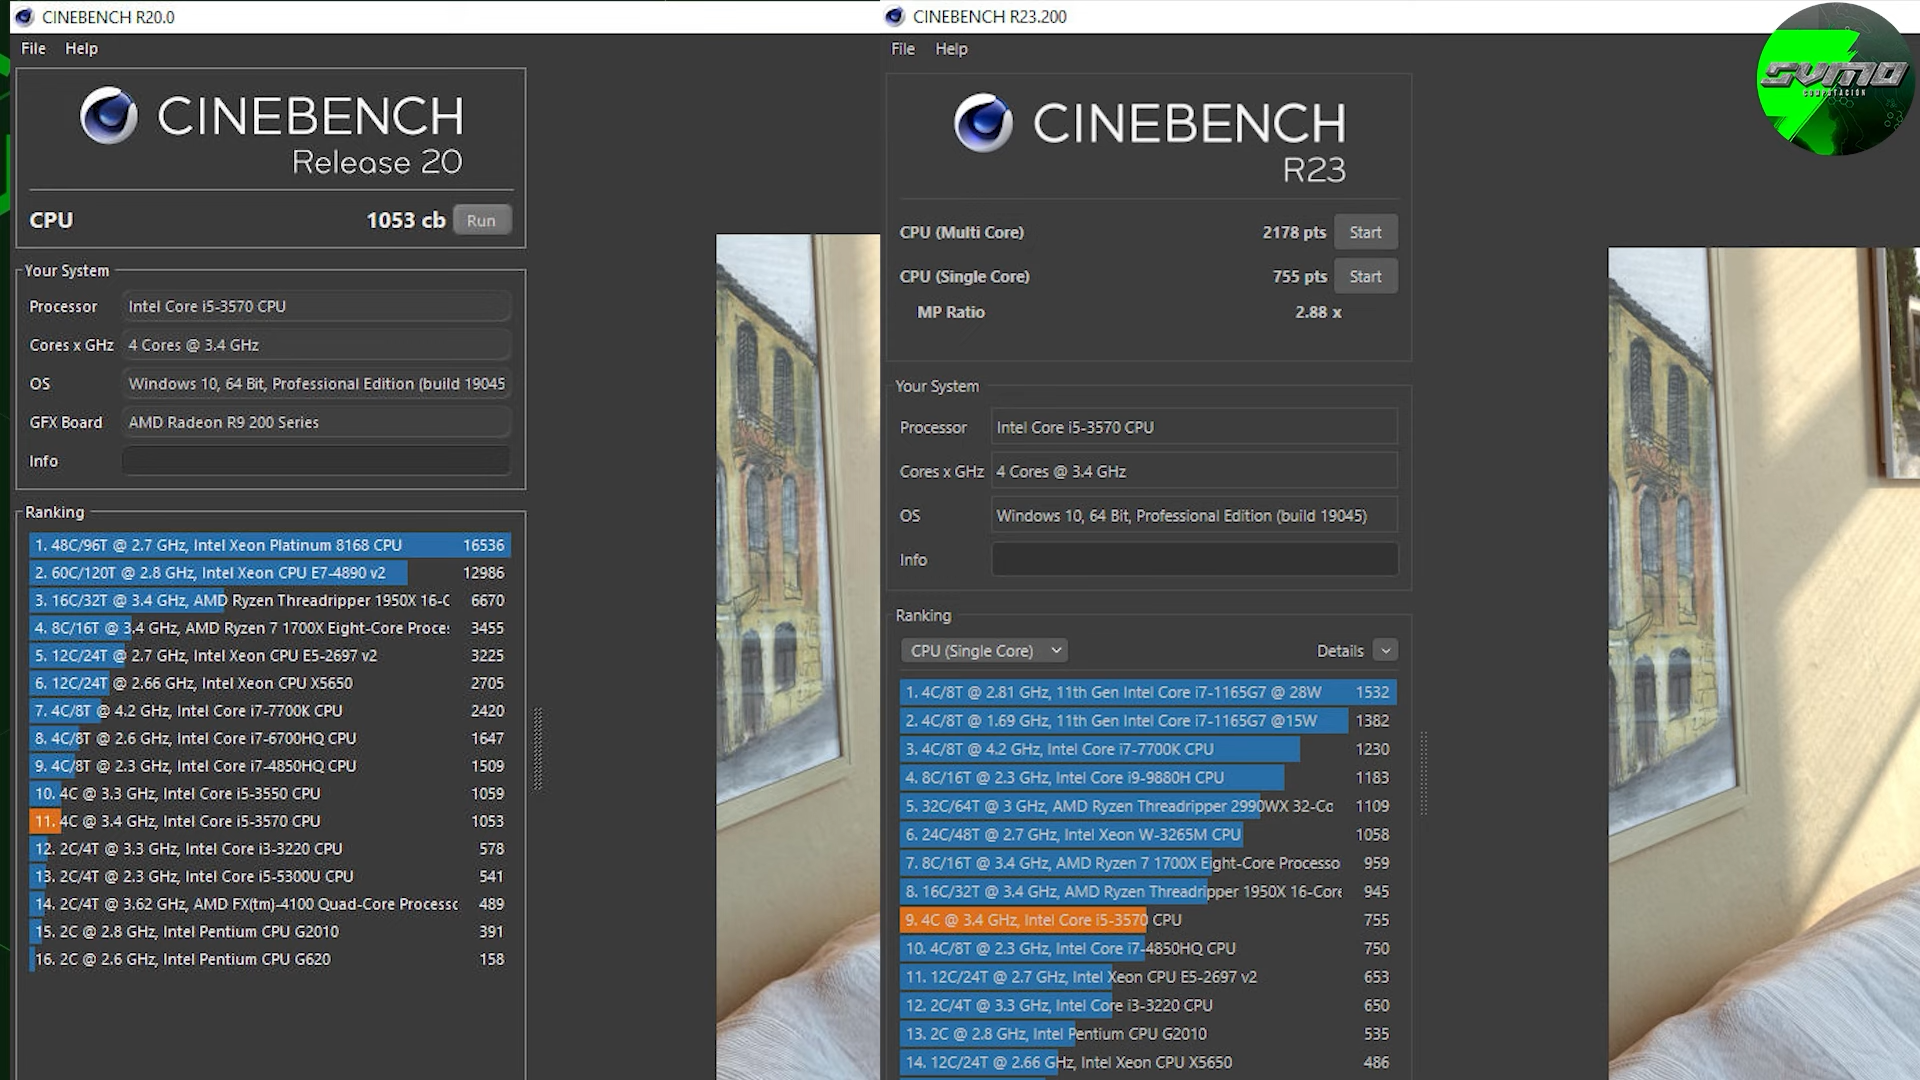 CINEBENCH R20.0
File Help
CINEBENCH
Release 20
CPU 1053 cb Run
Your System
Processor Intel Core i5-3570 CPU
Cores x GHz 4 Cores @ 3.4 GHz
OS Windows 10, 64 Bit, Professional Edition (build 19045
GFX Board AMD Radeon R9 200 Series
Info
Ranking
1. 48C/96T @ 2.7 GHz, Intel Xeon Platinum 8168 CPU 16536
2. 60C/120T @ 2.8 GHz, Intel Xeon CPU E7-4890 v2 12986
3. 16C/32T @ 3.4 GHz, AMD Ryzen Threadripper 1950X 16-C 6670
4. 8C/16T @ 3.4 GHz, AMD Ryzen 7 1700X Eight-Core Proces 3455
5. 12C/24T @ 2.7 GHz, Intel Xeon CPU E5-2697 v2 3225
6. 12C/24T @ 2.66 GHz, Intel Xeon CPU X5650 2705
7. 4C/8T @ 4.2 GHz, Intel Core i7-7700K CPU 2420
8. 4C/8T @ 2.6 GHz, Intel Core i7-6700HQ CPU 1647
9. 4C/8T @ 2.3 GHz, Intel Core i7-4850HQ CPU 1509
10. 4C @ 3.3 GHz, Intel Core i5-3550 CPU 1059
11. 4C @ 3.4 GHz, Intel Core i5-3570 CPU 1053
12. 2C/4T @ 3.3 GHz, Intel Core i3-3220 CPU 578
13. 2C/4T @ 2.3 GHz, Intel Core i5-5300U CPU 541
14. 2C/4T @ 3.62 GHz, AMD FX(tm)-4100 Quad-Core Processo 489
15. 2C @ 2.8 GHz, Intel Pentium CPU G2010 391
16. 2C @ 2.6 GHz, Intel Pentium CPU G620 158
CINEBENCH R23.200
File Help
CINEBENCH
R23
CPU (Multi Core) 2178 pts Start
CPU (Single Core) 755 pts Start
MP Ratio 2.88 x
Your System
Processor Intel Core i5-3570 CPU
Cores x GHz 4 Cores @ 3.4 GHz
OS Windows 10, 64 Bit, Professional Edition (build 19045)
Info
Ranking
CPU (Single Core) Details
1. 4C/8T @ 2.81 GHz, 11th Gen Intel Core i7-1165G7 @ 28W 1532
2. 4C/8T @ 1.69 GHz, 11th Gen Intel Core i7-1165G7 @15W 1382
3. 4C/8T @ 4.2 GHz, Intel Core i7-7700K CPU 1230
4. 8C/16T @ 2.3 GHz, Intel Core i9-9880H CPU 1183
5. 32C/64T @ 3 GHz, AMD Ryzen Threadripper 2990WX 32-Co 1109
6. 24C/48T @ 2.7 GHz, Intel Xeon W-3265M CPU 1058
7. 8C/16T @ 3.4 GHz, AMD Ryzen 7 1700X Eight-Core Processo 959
8. 16C/32T @ 3.4 GHz, AMD Ryzen Threadripper 1950X 16-Core 945
9. 4C @ 3.4 GHz, Intel Core i5-3570 CPU 755
10. 4C/8T @ 2.3 GHz, Intel Core i7-4850HQ CPU 750
11. 12C/24T @ 2.7 GHz, Intel Xeon CPU E5-2697 v2 653
12. 2C/4T @ 3.3 GHz, Intel Core i3-3220 CPU 650
13. 2C @ 2.8 GHz, Intel Pentium CPU G2010 535
14. 12C/24T @ 2.66 GHz, Intel Xeon CPU X5650 486
SVMO
COMPUTACIÓN